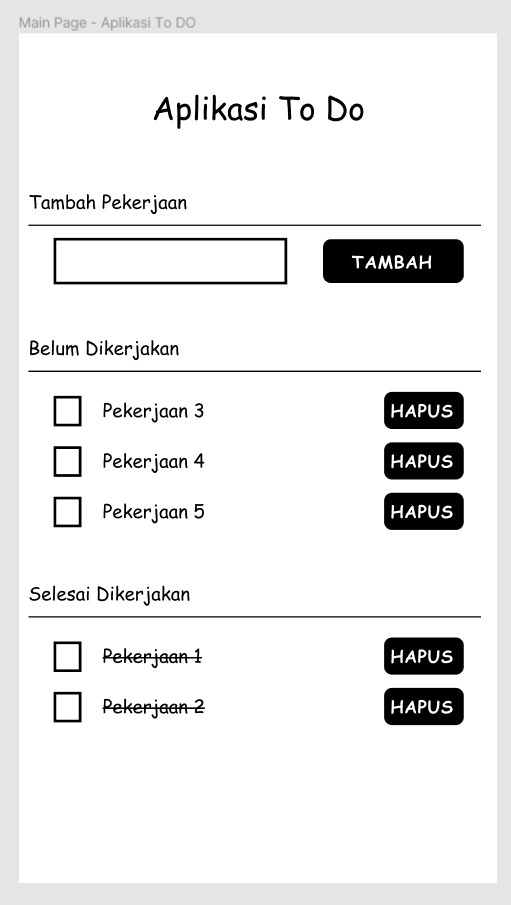 Main Page - Aplikasi To DO
Aplikasi To Do
Tambah Pekerjaan
TAMBAH
Belum Dikerjakan
Pekerjaan 3 HAPUS
Pekerjaan 4 HAPUS
Pekerjaan 5 HAPUS
Selesai Dikerjakan
Pekerjaan 1 HAPUS
Pekerjaan 2 HAPUS